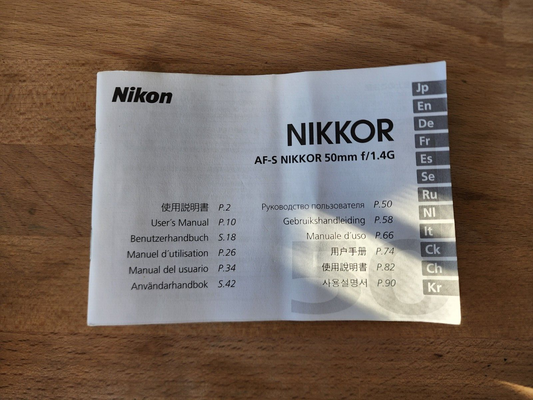 Nikon
NIKKOR
AF-S NIKKOR 50mm f/1.4G
使用説明書 P.2
User's Manual P.10
Benutzerhandbuch S.18
Manuel d'utilisation P.26
Manual del usuario P.34
Användarhandbok S.42
Руководство пользователя P.50
Gebruikshandleiding P.58
Manuale d'uso P.66
用户手册 P.74
使用說明書 P.82
사용설명서 P.90
50
Jp
En
De
Fr
Es
Se
Ru
Nl
It
Ck
Ch
Kr